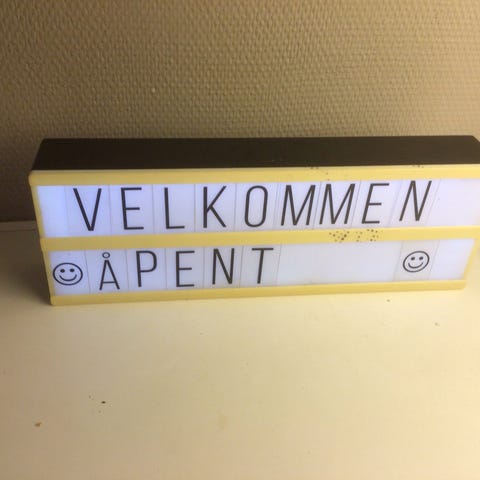 VELKOMMEN
☺ ÅPENT ☺